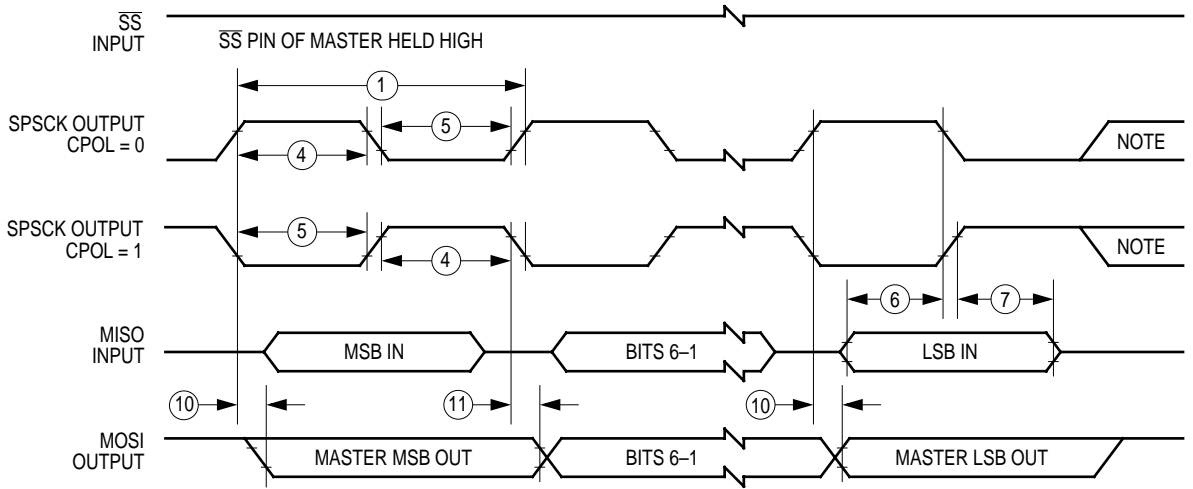 SS
INPUT
SS PIN OF MASTER HELD HIGH
1
SPSCK OUTPUT
CPOL = 0
5
4
NOTE
SPSCK OUTPUT
CPOL = 1
5
4
NOTE
6
7
MISO
INPUT
MSB IN
BITS 6–1
LSB IN
10
11
10
MOSI
OUTPUT
MASTER MSB OUT
BITS 6–1
MASTER LSB OUT